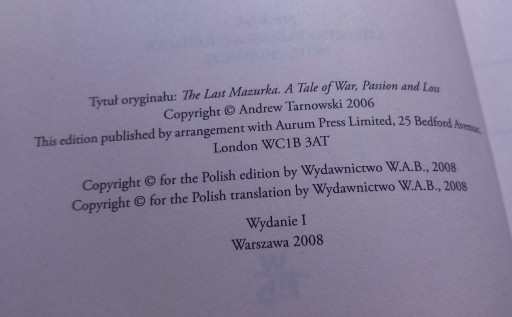 Tytuł oryginału: The Last Mazurka. A Tale of War, Passion and Loss
Copyright © Andrew Tarnowski 2006
This edition published by arrangement with Aurum Press Limited, 25 Bedford Avenue,
London WC1B 3AT
Copyright © for the Polish edition by Wydawnictwo W.A.B., 2008
Copyright © for the Polish translation by Wydawnictwo W.A.B., 2008
Wydanie I
Warszawa 2008